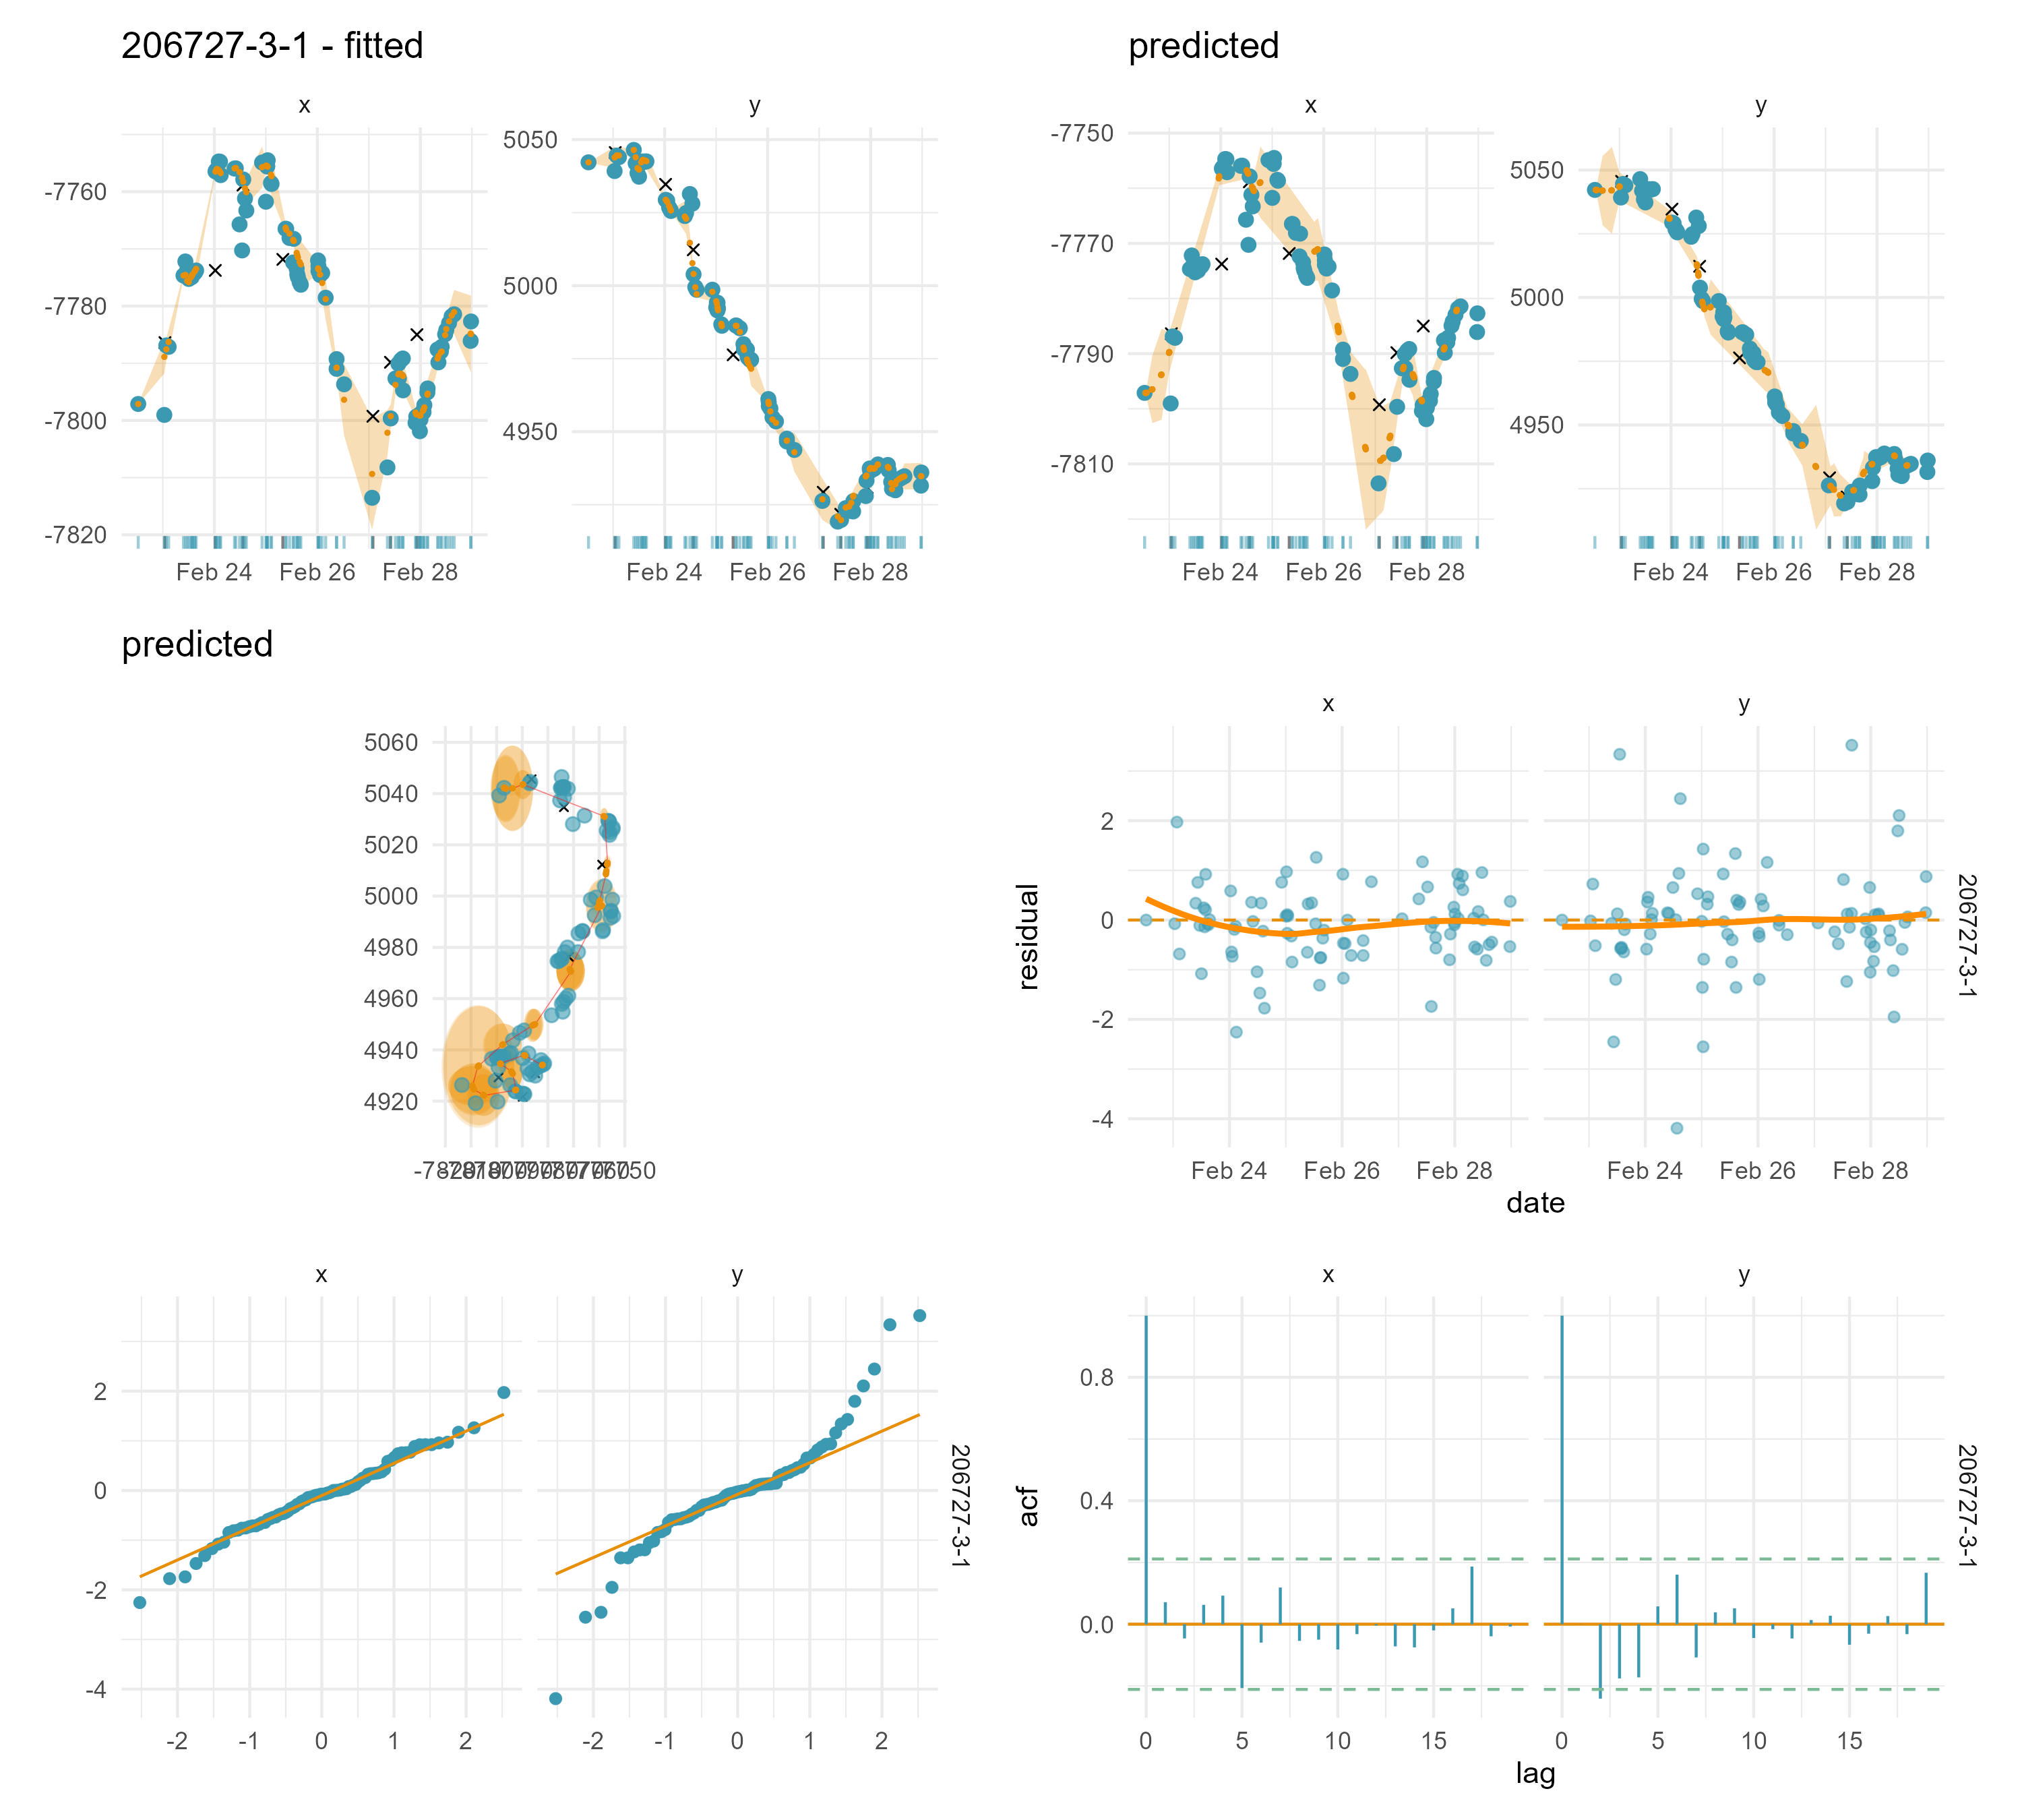 206727-3-1 - fitted
predicted
x
y
x
y
-7760
-7780
-7800
-7820
5050
5000
4950
-7750
-7770
-7790
-7810
5050
5000
4950
Feb 24
Feb 26
Feb 28
Feb 24
Feb 26
Feb 28
Feb 24
Feb 26
Feb 28
Feb 24
Feb 26
Feb 28
predicted
5060
5040
5020
5000
4980
4960
4940
4920
x
y
residual
2
0
-2
-4
206727-3-1
Feb 24
Feb 26
Feb 28
Feb 24
Feb 26
Feb 28
date
x
y
2
0
-2
-4
206727-3-1
-2
-1
0
1
2
-2
-1
0
1
2
x
y
acf
0.8
0.4
0.0
206727-3-1
0
5
10
15
0
5
10
15
lag